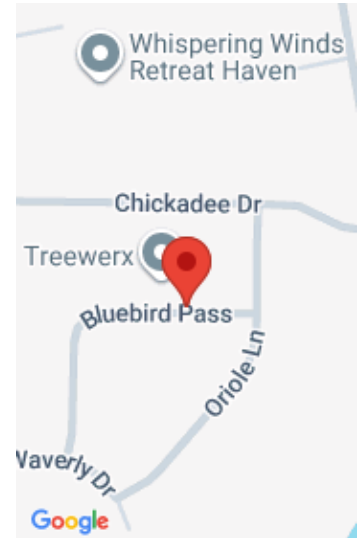 Whispering Winds
Retreat Haven
Chickadee Dr
Treewerx
Bluebird Pass
Oriole Ln
Waverly Dr
Google